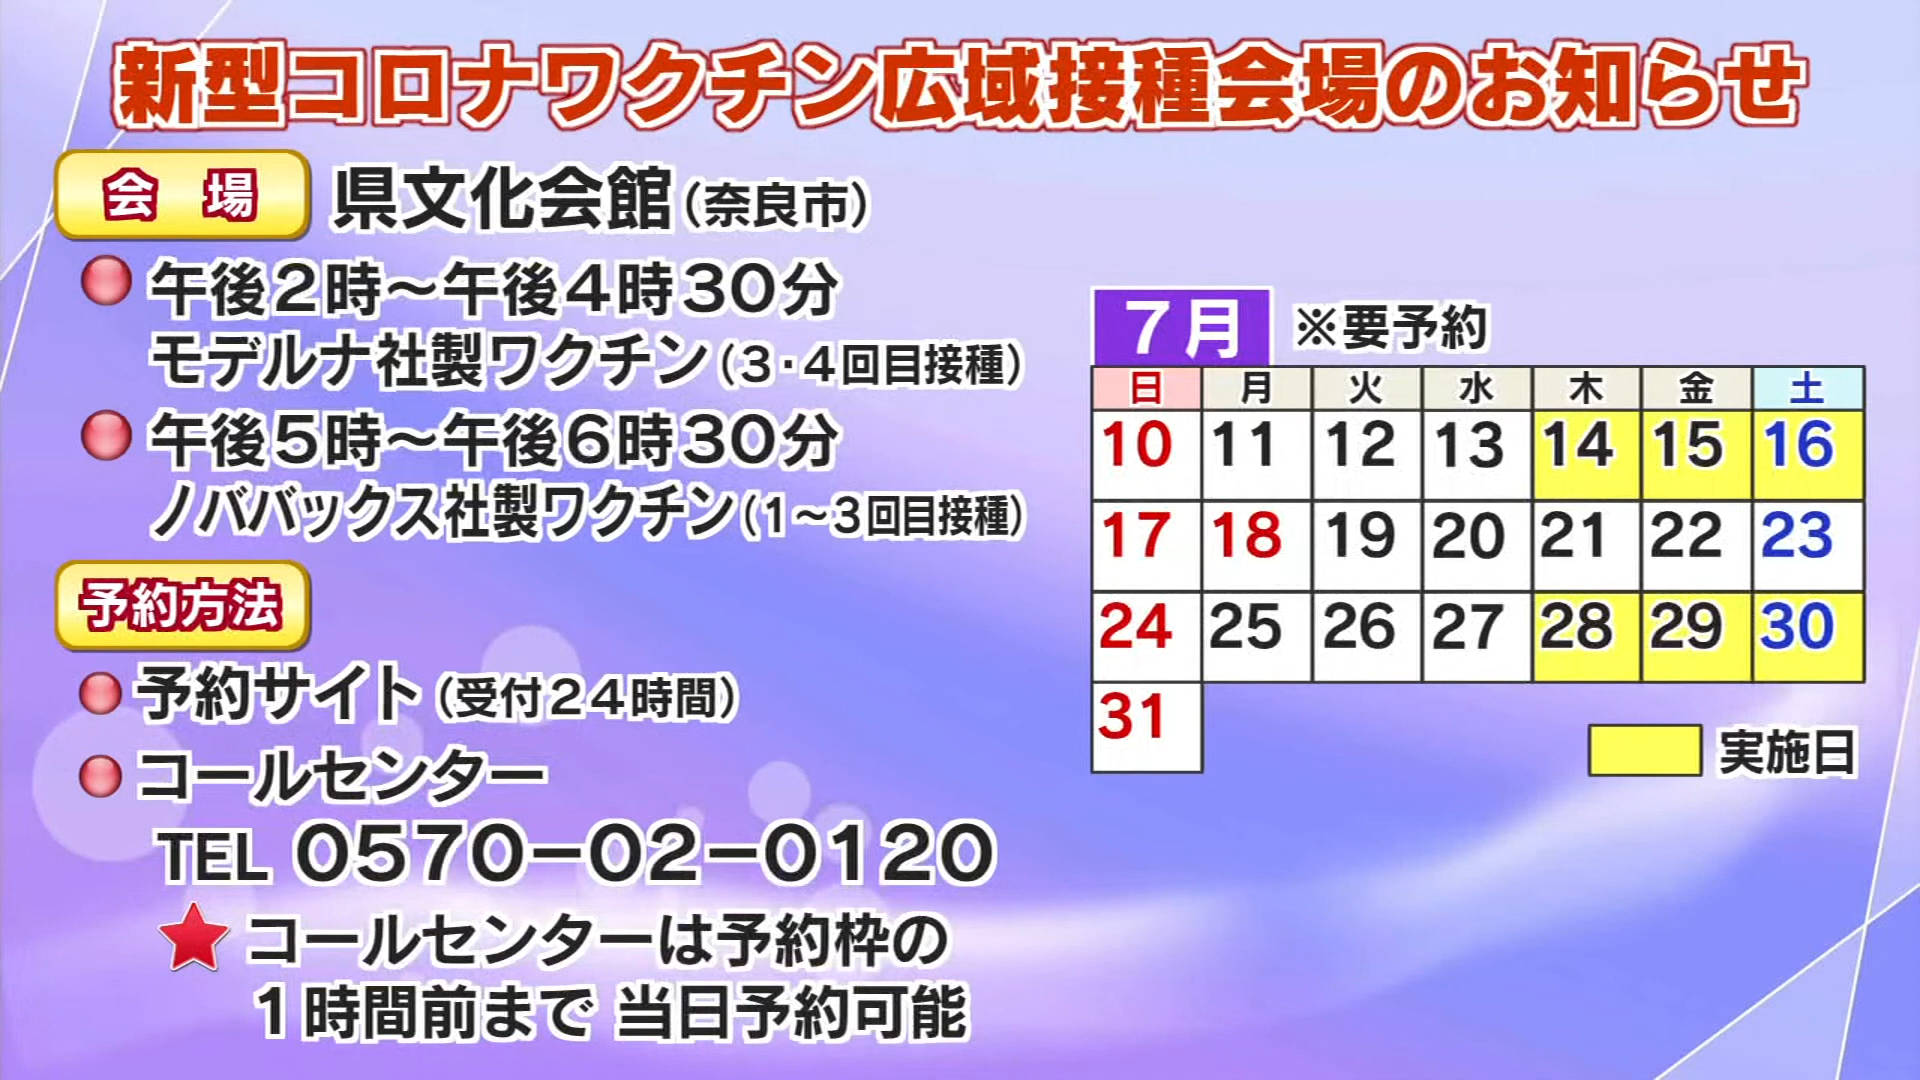 新型コロナワクチン広域接種会場のお知らせ
会　場
県文化会館（奈良市）
午後２時～午後４時３０分
モデルナ社製ワクチン（３・４回目接種）
午後５時～午後６時３０分
ノババックス社製ワクチン（１～３回目接種）
予約方法
予約サイト（受付２４時間）
コールセンター
TEL ０５７０－０２－０１２０
★ コールセンターは予約枠の
１時間前まで 当日予約可能
７月 ※要予約
日 月 火 水 木 金 土
10 11 12 13 14 15 16
17 18 19 20 21 22 23
24 25 26 27 28 29 30
31
実施日